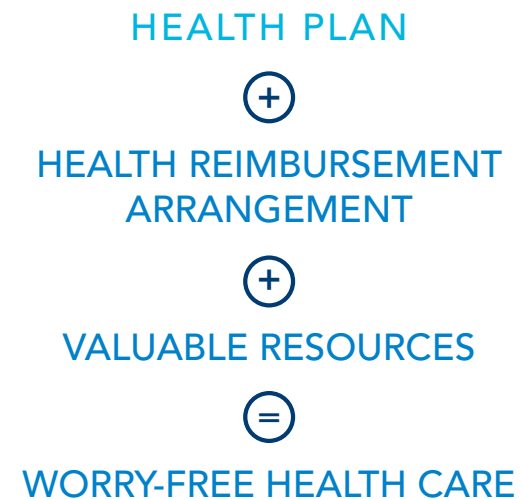 HEALTH PLAN
+
HEALTH REIMBURSEMENT
ARRANGEMENT
+
VALUABLE RESOURCES
=
WORRY-FREE HEALTH CARE